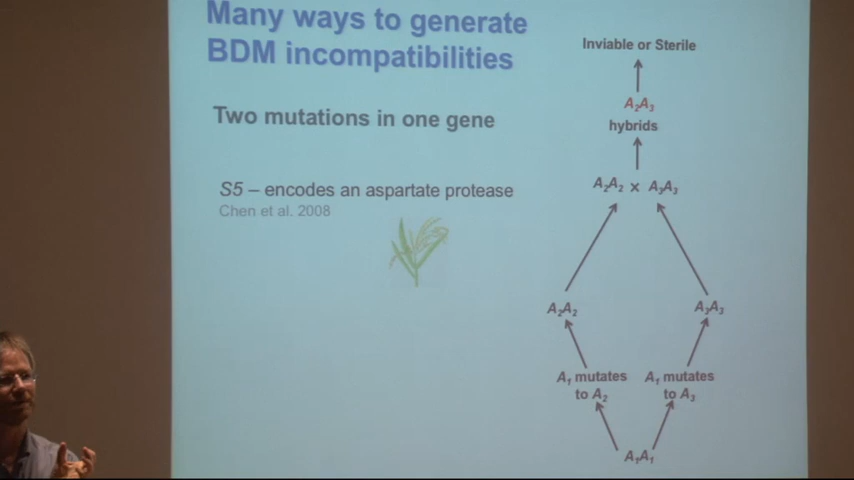 Many ways to generate
BDM incompatibilities
Two mutations in one gene
S5 – encodes an aspartate protease
Chen et al. 2008
Inviable or Sterile
A₂A₃
hybrids
A₂A₂ x A₃A₃
A₂A₂
A₃A₃
A₁ mutates
to A₂
A₁ mutates
to A₃
A₁A₁